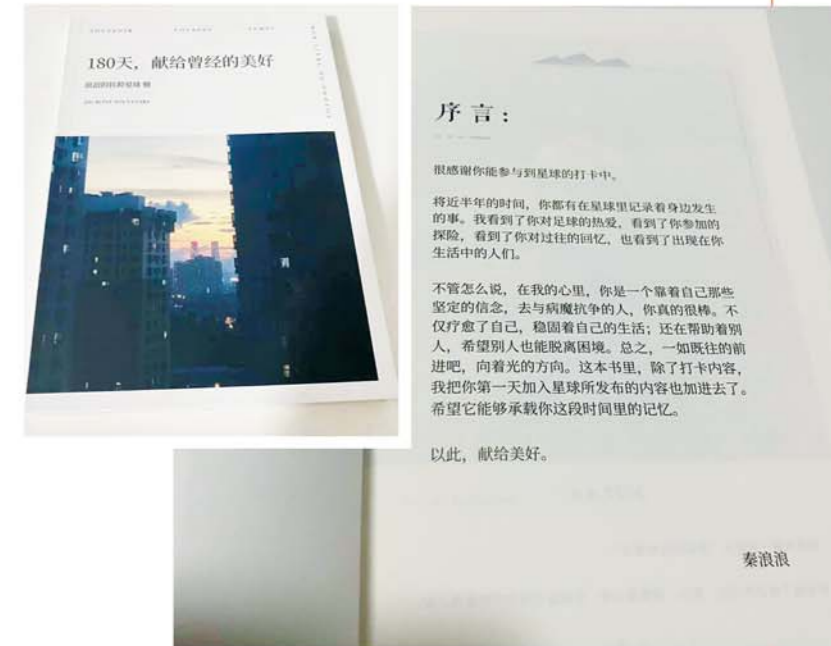 180天，献给曾经的美好
序言：
很感谢你能参与到星球的打卡中。
将近半年的时间，你都有在星球里记录着身边发生
的事。我看到了你对足球的热爱，看到了你参加的
探险，看到了你对过往的回忆，也看到了出现在你
生活中的人们。
不管怎么说，在我的心里，你是一个靠着自己那些
坚定的信念，去与病魔抗争的人，你真的很棒。不
仅疗愈了自己，稳固着自己的生活；还在帮助着别
人，希望别人也能脱离困境。总之，一如既往的前
进吧，向着光的方向。这本书里，除了打卡内容，
我把你第一天加入星球所发布的内容也加进去了。
希望它能够承载你这段时间里的记忆。
以此，献给美好。
秦浪浪